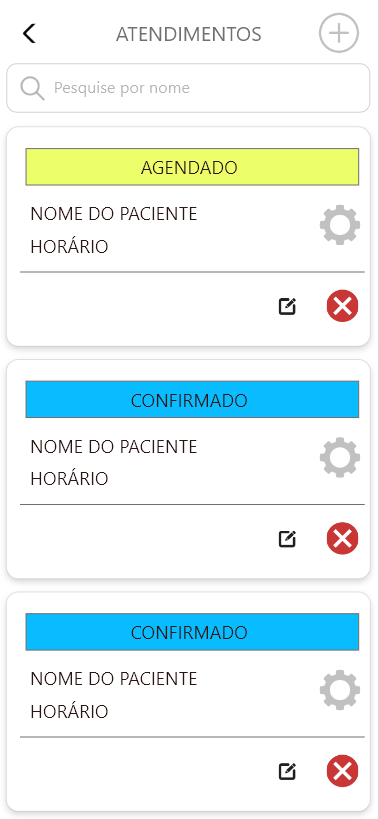 ATENDIMENTOS
Pesquise por nome
AGENDADO
NOME DO PACIENTE
HORÁRIO
CONFIRMADO
NOME DO PACIENTE
HORÁRIO
CONFIRMADO
NOME DO PACIENTE
HORÁRIO